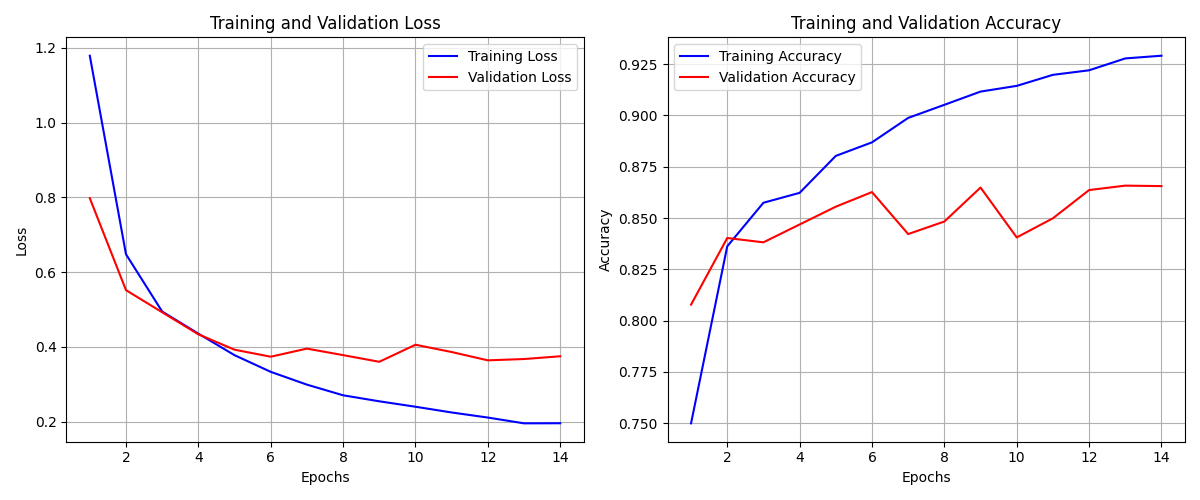 Training and Validation Loss
1.2
1.0
0.8
0.6
0.4
0.2
Loss
Training Loss
Validation Loss
2 4 6 8 10 12 14
Epochs
Training and Validation Accuracy
0.925
0.900
0.875
0.850
0.825
0.800
0.775
0.750
Accuracy
Training Accuracy
Validation Accuracy
2 4 6 8 10 12 14
Epochs